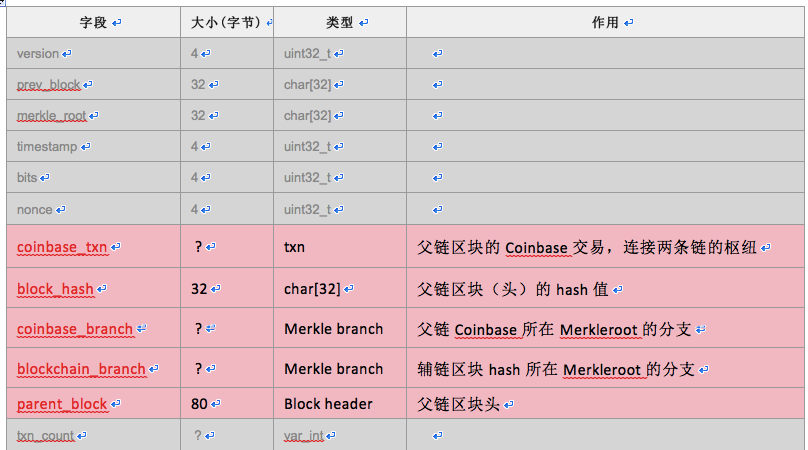 字段 大小(字节) 类型 作用
version 4 uint32_t
prev_block 32 char[32]
merkle_root 32 char[32]
timestamp 4 uint32_t
bits 4 uint32_t
nonce 4 uint32_t
coinbase_txn ? txn 父链区块的 Coinbase 交易，连接两条链的枢纽
block_hash 32 char[32] 父链区块（头）的 hash 值
coinbase_branch ? Merkle branch 父链 Coinbase 所在 Merkleroot 的分支
blockchain_branch ? Merkle branch 辅链区块 hash 所在 Merkleroot 的分支
parent_block 80 Block header 父链区块头
txn_count ? var_int